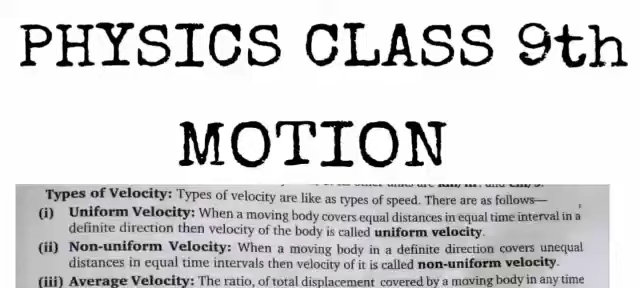 PHYSICS CLASS 9th
MOTION
Types of Velocity: Types of velocity are like as types of speed. There are as follows—
(i) Uniform Velocity: When a moving body covers equal distances in equal time interval in a
definite direction then velocity of the body is called uniform velocity.
(ii) Non-uniform Velocity: When a moving body in a definite direction covers unequal
distances in equal time intervals then velocity of it is called non-uniform velocity.
(iii) Average Velocity: The ratio, of total displacement covered by a moving body in any time